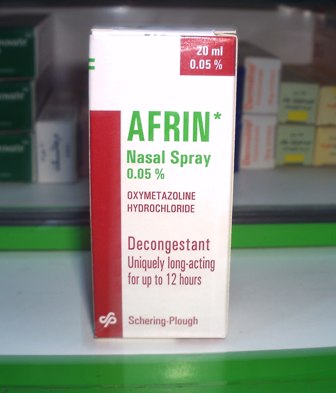 20 ml
0.05 %
AFRIN*
Nasal Spray
0.05 %
OXYMETAZOLINE
HYDROCHLORIDE
Decongestant
Uniquely long-acting
for up to 12 hours
Schering-Plough